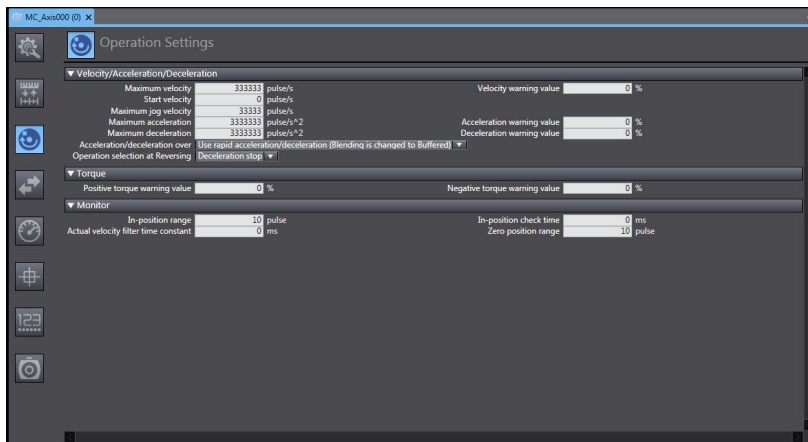 MC_Axis000 (0) ×
Operation Settings
▼ Velocity/Acceleration/Deceleration
Maximum velocity 333333 pulse/s Velocity warning value 0 %
Start velocity 0 pulse/s
Maximum jog velocity 33333 pulse/s
Maximum acceleration 3333333 pulse/s^2 Acceleration warning value 0 %
Maximum deceleration 3333333 pulse/s^2 Deceleration warning value 0 %
Acceleration/deceleration over Use rapid acceleration/deceleration (Blending is changed to Buffered) ▼
Operation selection at Reversing Deceleration stop ▼
▼ Torque
Positive torque warning value 0 % Negative torque warning value 0 %
▼ Monitor
In-position range 10 pulse In-position check time 0 ms
Actual velocity filter time constant 0 ms Zero position range 10 pulse
123